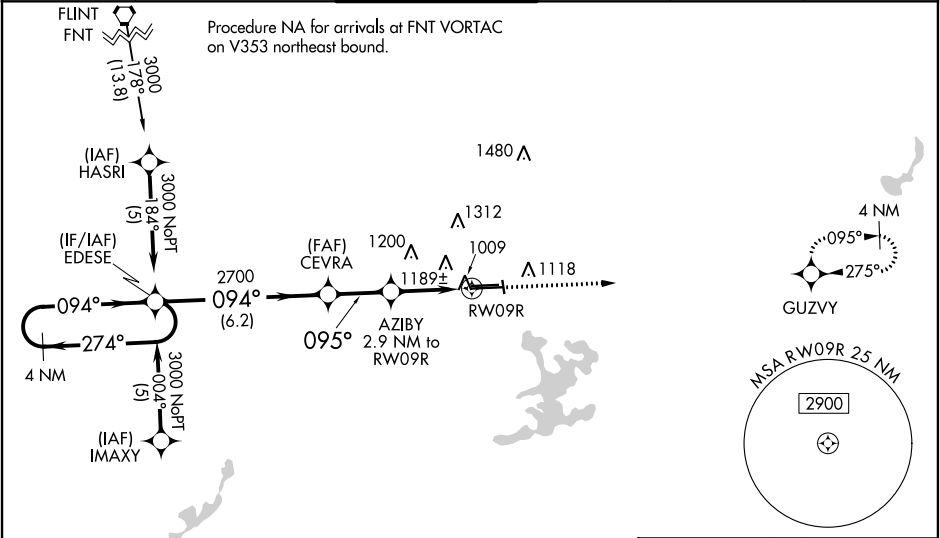 FLINT
FNT
Procedure NA for arrivals at FNT VORTAC
on V353 northeast bound.
3000
178°
(13.8)
(IAF)
HASRI
3000 NoPT
184°
(5)
(IF/IAF)
EDESE
094°
274°
4 NM
2700
094°
(6.2)
(FAF)
CEVRA
095°
AZIBY
2.9 NM to
RW09R
1480
1312
1200
1189±
1009
1118
RW09R
3000 NoPT
004°
(5)
(IAF)
IMAXY
4 NM
095°
275°
GUZVY
MSA RW09R 25 NM
2900